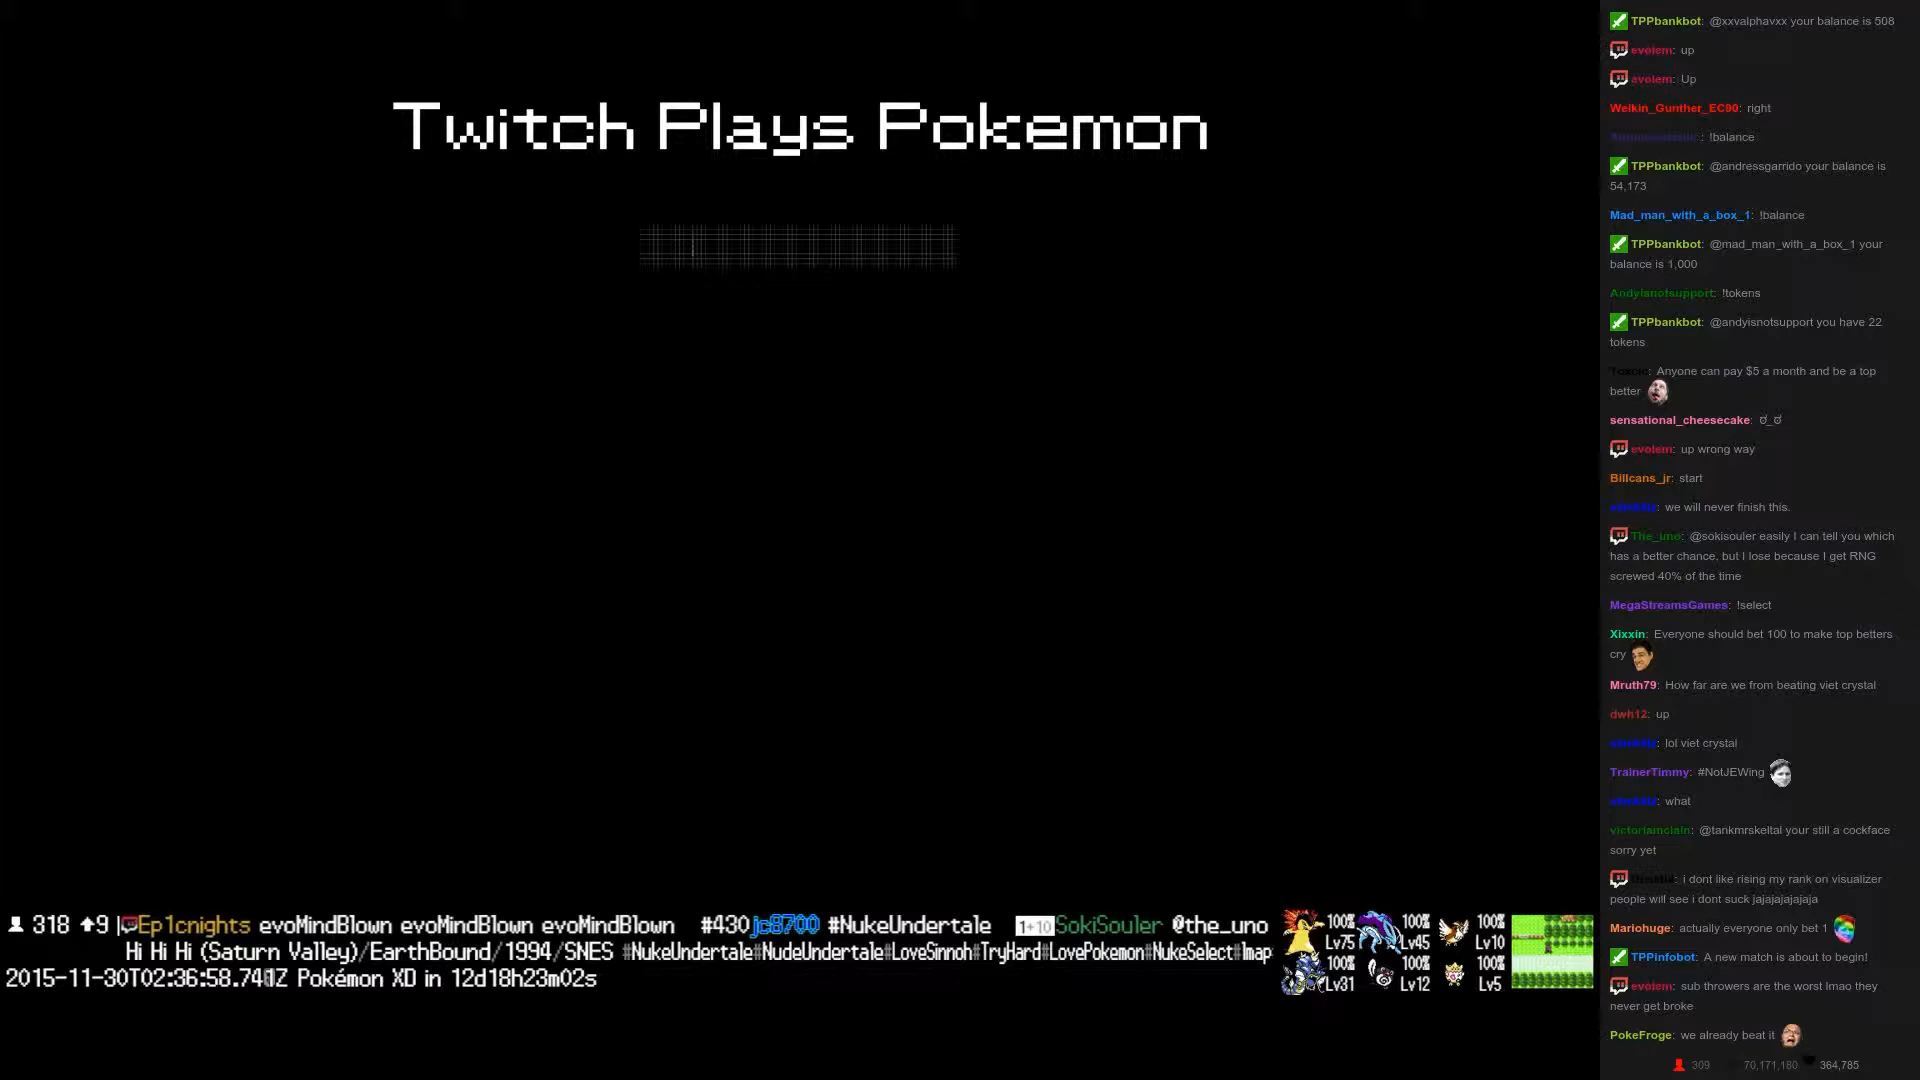 Twitch Plays Pokemon
318 9 |Ep1cnights evoMindBlown evoMindBlown evoMindBlown #430 jc8700 #NukeUndertale 1+10 SokiSouler @the_uno
Hi Hi Hi (Saturn Valley)/EarthBound/1994/SNES #NukeUndertale#NudeUndertale#LoveSinnoh#TryHard#LovePokemon#NukeSelect#Imap
2015-11-30T02:36:58.740Z Pokémon XD in 12d18h23m02s
100% 100% 100%
Lv75 Lv45 Lv10
100% 100% 100%
Lv31 Lv12 Lv5
TPPbankbot: @xxvalphavxx your balance is 508
evolem: up
evolem: Up
Weikin_Gunther_EC90: right
: !balance
TPPbankbot: @andressgarrido your balance is
54,173
Mad_man_with_a_box_1: !balance
TPPbankbot: @mad_man_with_a_box_1 your
balance is 1,000
Andyisnotsupport: !tokens
TPPbankbot: @andyisnotsupport you have 22
tokens
: Anyone can pay $5 a month and be a top
better
sensational_cheesecake: ಠ_ಠ
evolem: up wrong way
Billcans_jr: start
: we will never finish this.
The_uno: @sokisouler easily I can tell you which
has a better chance, but I lose because I get RNG
screwed 40% of the time
MegaStreamsGames: !select
Xixxin: Everyone should bet 100 to make top betters
cry
Mruth79: How far are we from beating viet crystal
dwh12: up
: lol viet crystal
TrainerTimmy: #NotJEWing
: what
victoriamclain: @tankmrskeltal your still a cockface
sorry yet
: i dont like rising my rank on visualizer
people will see i dont suck jajajajajajaja
Mariohuge: actually everyone only bet 1
TPPinfobot: A new match is about to begin!
evolem: sub throwers are the worst lmao they
never get broke
PokeFroge: we already beat it
309 70,171,180 364,785